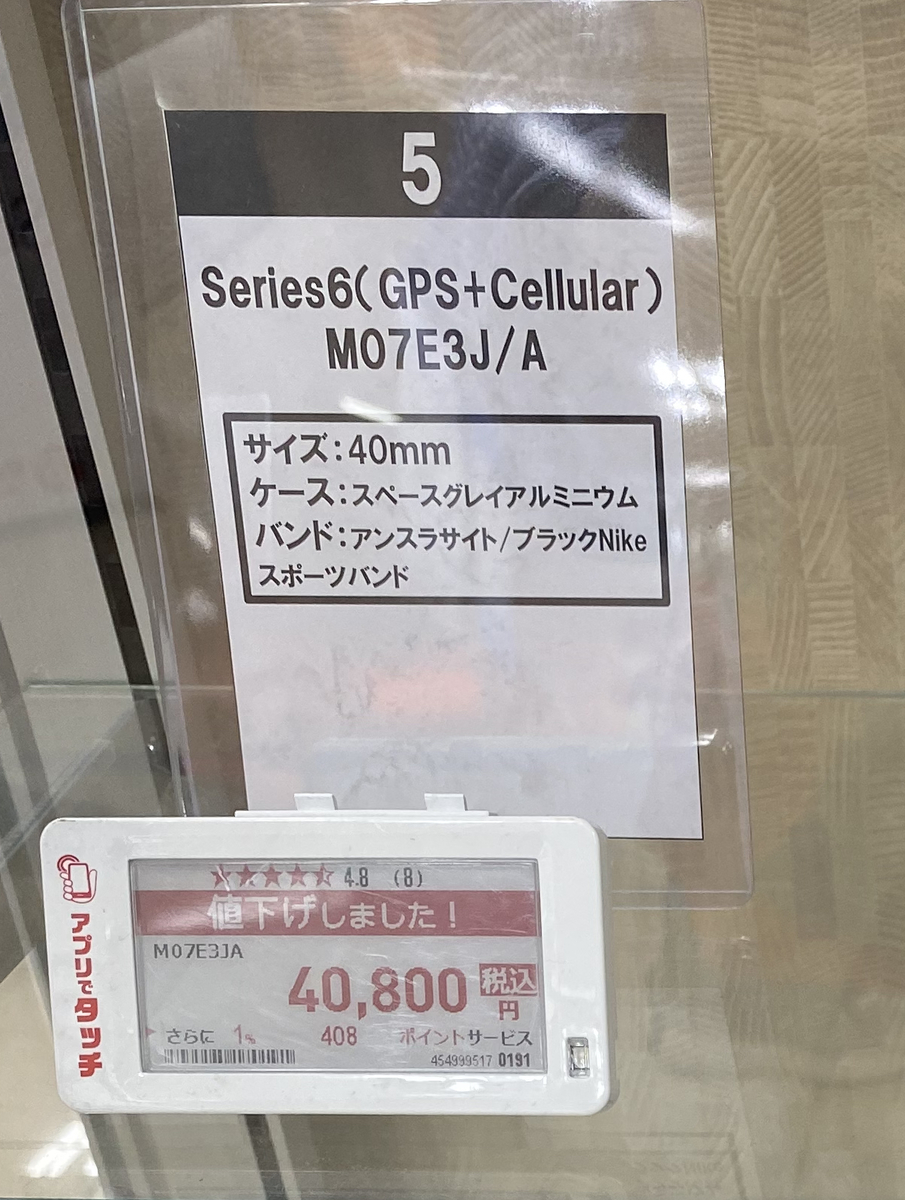 5
Series6(GPS+Cellular)
M07E3J/A
サイズ:40mm
ケース:スペースグレイアルミニウム
バンド:アンスラサイト/ブラックNike
スポーツバンド
アプリでタッチ
★★★★★ 4.8 (8)
値下げしました!
M07E3JA
40,800 税込
円
さらに 1% 408 ポイントサービス
454999517 0191